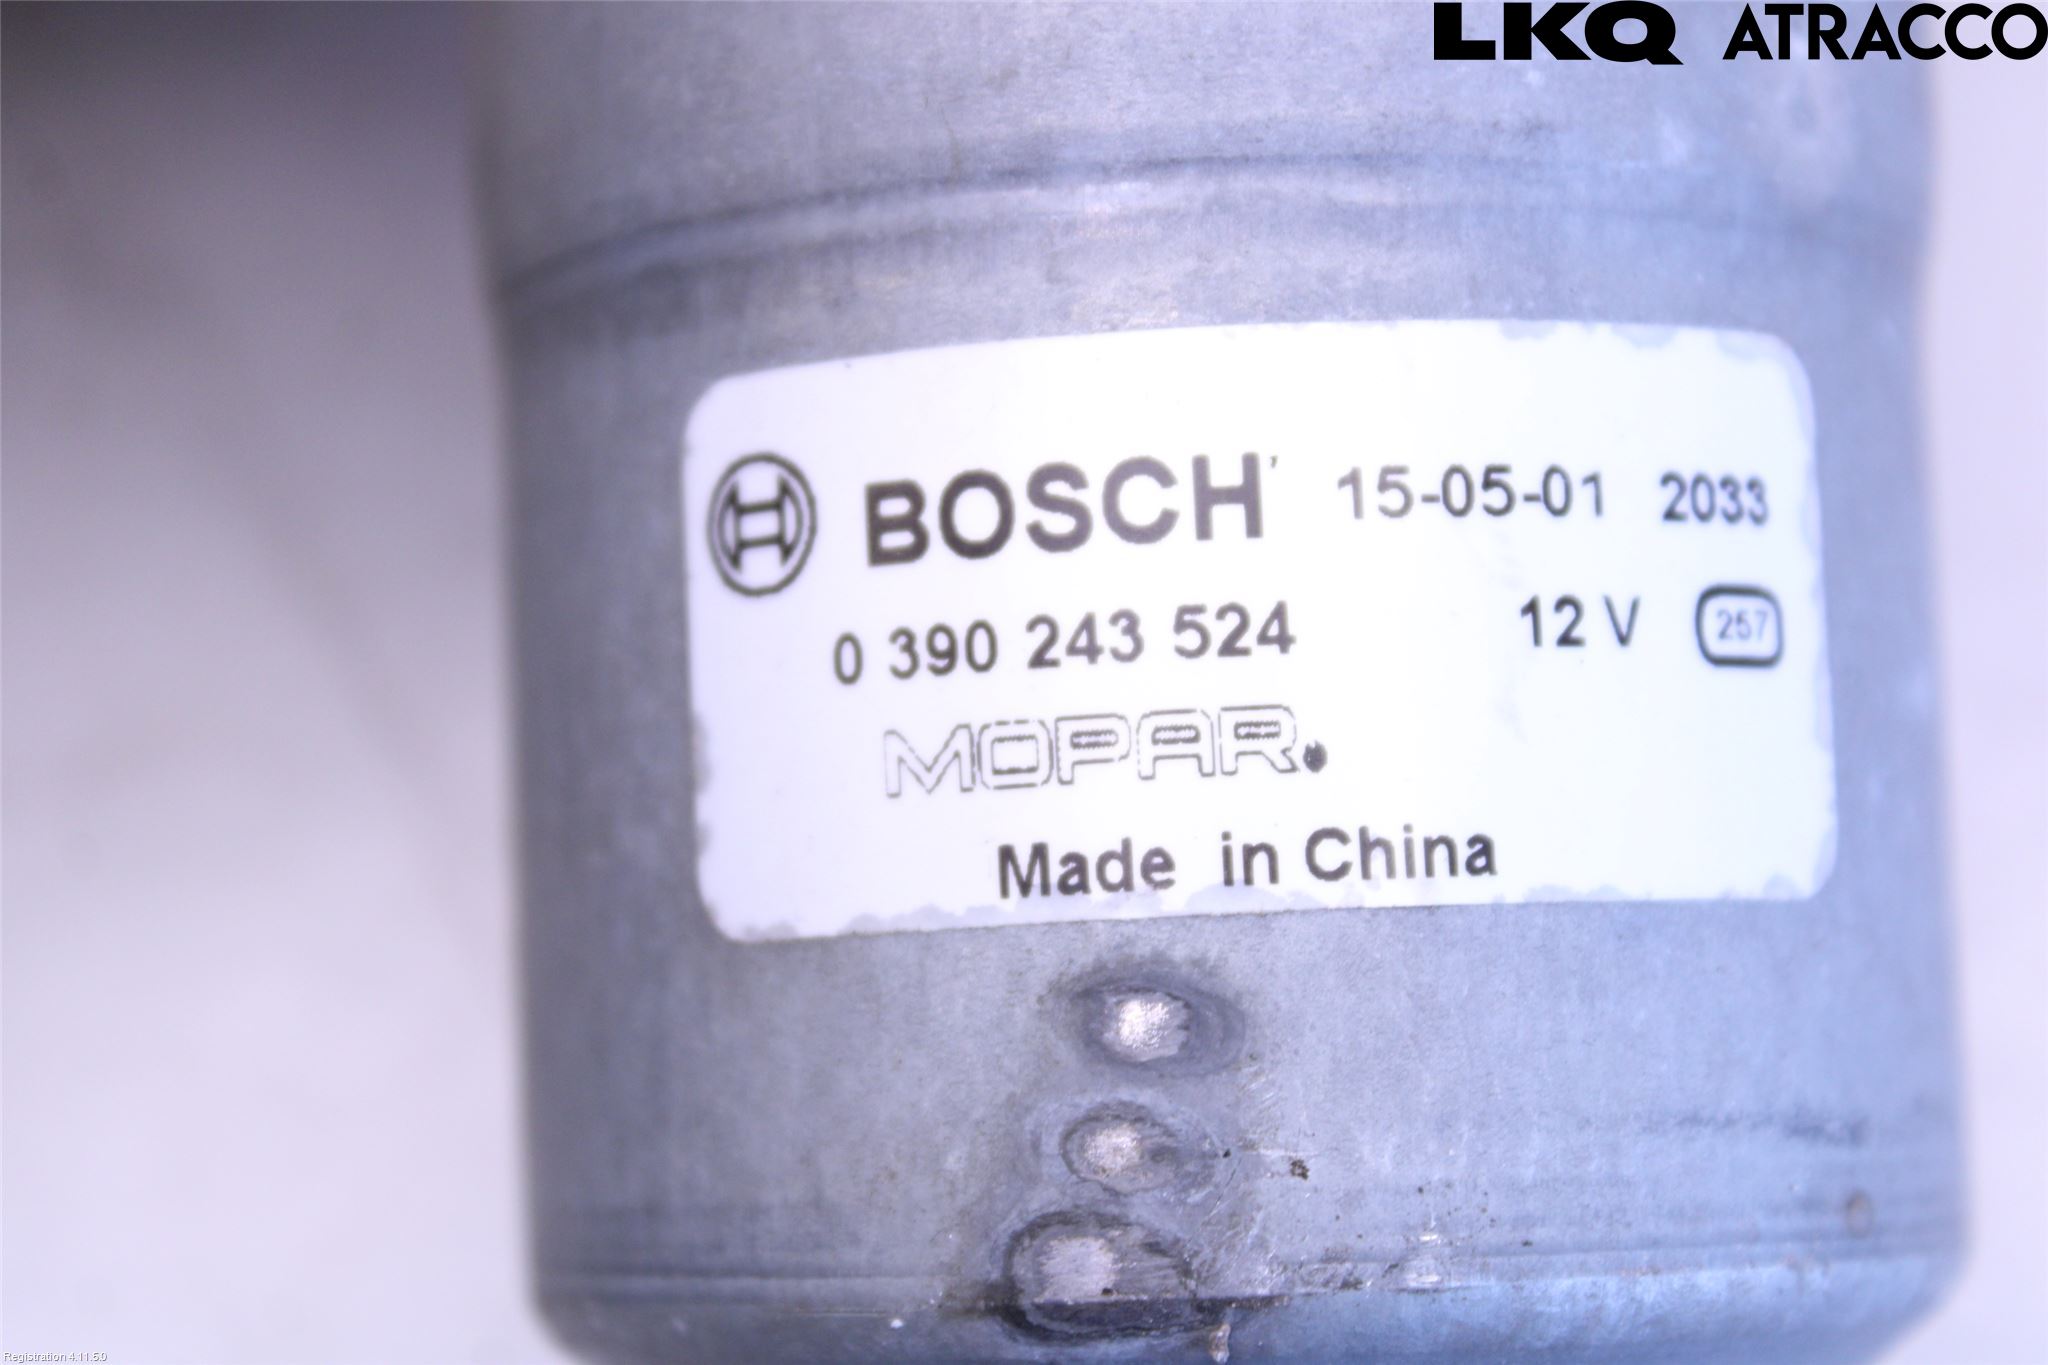 LKQ ATRACCO
BOSCH 15-05-01 2033
0 390 243 524 12 V 257
MOPAR.
Made in China
Registration 4.11.5.0